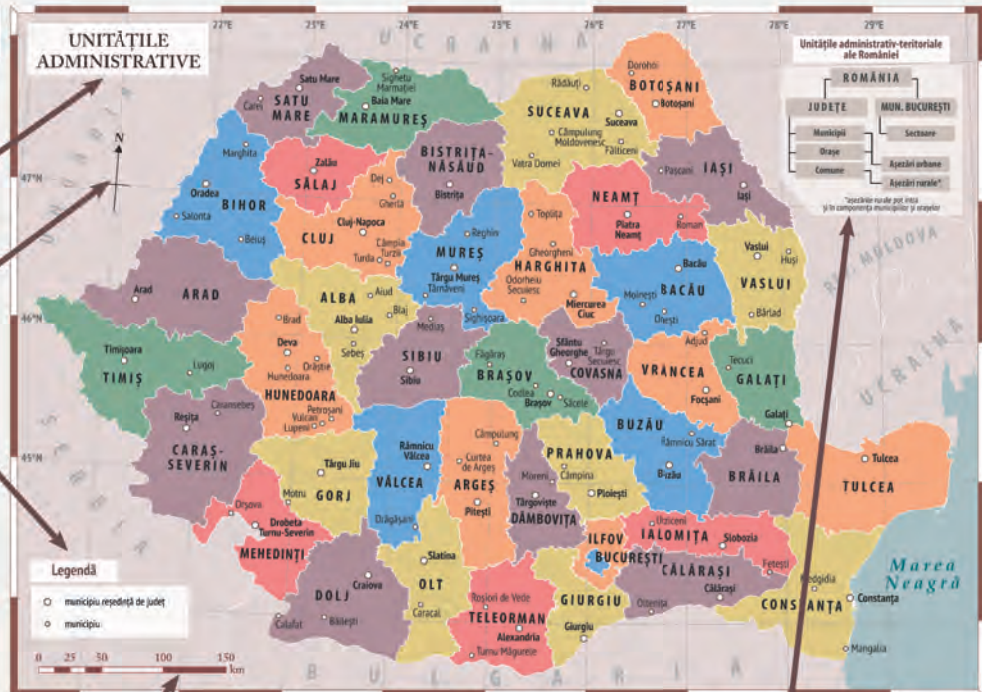 22°E
23°E
24°E
25°E
26°E
27°E
28°E
29°E
UNITĂȚILE
ADMINISTRATIVE
UCRAINA
Unitățile administrativ-teritoriale
ale României
ROMÂNIA
JUDEȚE
MUN. BUCUREȘTI
Municipii
Sectoare
Orașe
Așezări urbane
Comune
Așezări rurale*
*așezările rurale pot intra
și în componența municipiilor și orașelor
N
47°N
46°N
45°N
Satu Mare
Carei
SATU
MARE
Sighetu
Marmației
Baia Mare
MARAMUREȘ
Rădăuți
SUCEAVA
Suceava
Câmpulung
Moldovenesc
Fălticeni
Vatra Dornei
Dorohoi
BOTOȘANI
Botoșani
Marghita
Oradea
BIHOR
Salonta
Beiuș
Zalău
SĂLAJ
BISTRIȚA-
NĂSĂUD
Bistrița
Dej
Gherla
Cluj-Napoca
CLUJ
Câmpia
Turzii
Turda
Reghin
MUREȘ
Târgu Mureș
Târnăveni
Sighișoara
Toplița
Gheorgheni
HARGHITA
Odorheiu
Secuiesc
Miercurea
Ciuc
NEAMȚ
Piatra
Neamț
Roman
Pașcani
IAȘI
Iași
Bacău
BACĂU
Moinești
Onești
Vaslui
Huși
VASLUI
Bârlad
REP. MOLDOVA
UCRAINA
Arad
ARAD
ALBA
Aiud
Alba Iulia
Blaj
Sebeș
Mediaș
SIBIU
Sibiu
Timișoara
Lugoj
TIMIȘ
Brad
Deva
Orăștie
Hunedoara
HUNEDOARA
Petroșani
Vulcan
Lupeni
Făgăraș
BRAȘOV
Codlea
Brașov
Săcele
Sfântu
Gheorghe
Târgu
Secuiesc
COVASNA
Adjud
VRANCEA
Focșani
Tecuci
GALAȚI
Galați
Reșița
Caransebeș
CARAȘ-
SEVERIN
Târgu Jiu
Motru
GORJ
Râmnicu
Vâlcea
VÂLCEA
Drăgășani
Câmpulung
Curtea
de Argeș
ARGEȘ
Pitești
Moreni
Târgoviște
DÂMBOVIȚA
PRAHOVA
Câmpina
Ploiești
BUZĂU
Râmnicu Sărat
Buzău
Brăila
BRĂILA
Tulcea
TULCEA
Orșova
Drobeta
Turnu-Severin
MEHEDINȚI
Craiova
DOLJ
Calafat
Băilești
Slatina
OLT
Caracal
Roșiori de Vede
TELEORMAN
Alexandria
Turnu Măgurele
ILFOV
BUCUREȘTI
GIURGIU
Giurgiu
Urziceni
IALOMIȚA
Slobozia
Fetești
CĂLĂRAȘI
Oltenița
Călărași
Medgidia
CONSTANȚA
Constanța
Mangalia
Marea
Neagră
BULGARIA
Legendă
municipiu reședință de județ
municipiu
0 25 50 100 150
km